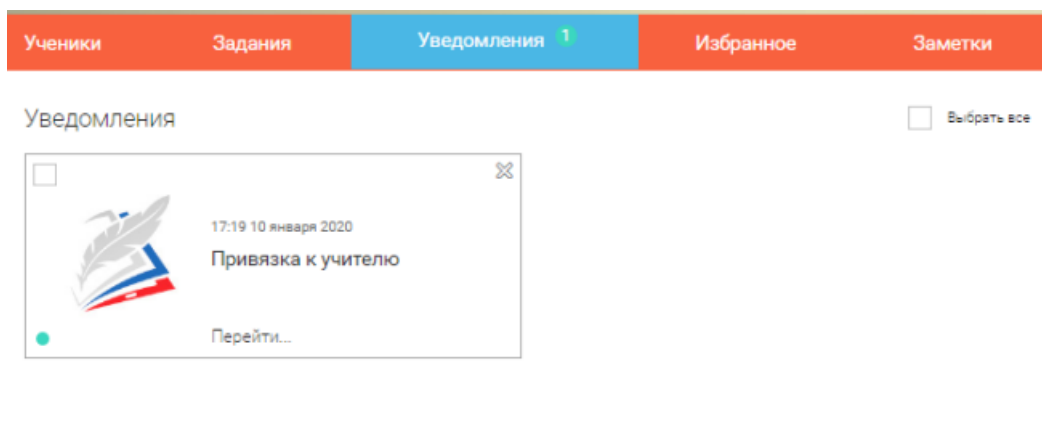 Ученики Задания Уведомления 1 Избранное Заметки
Уведомления Выбрать все
17:19 10 января 2020
Привязка к учителю
Перейти...